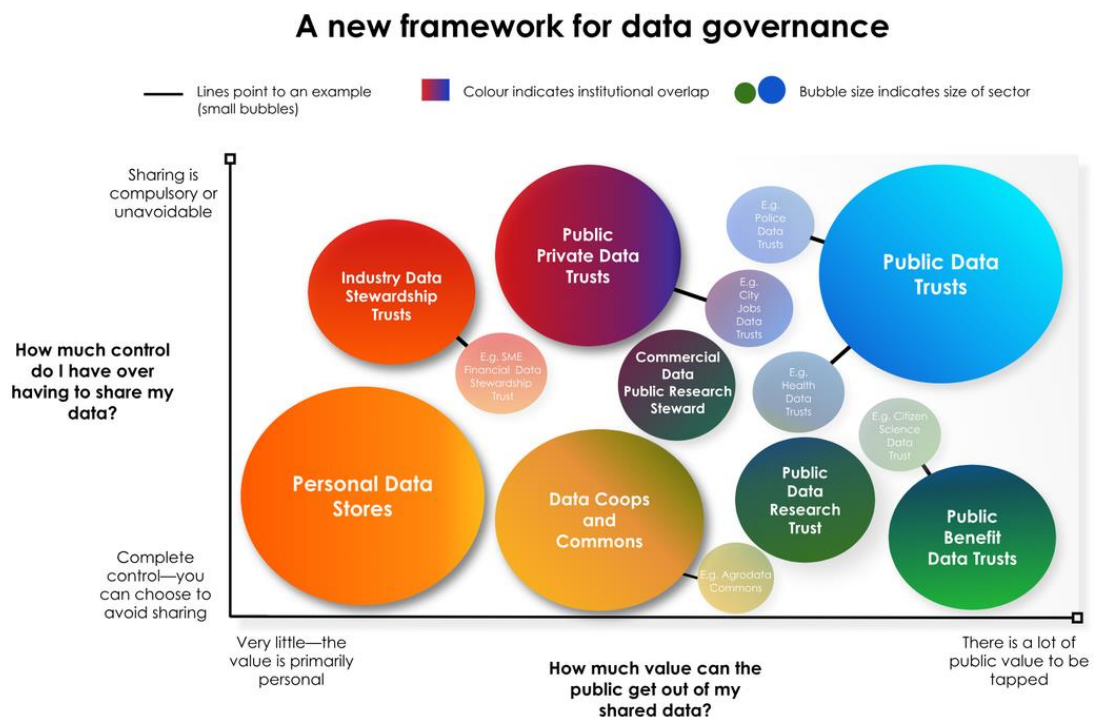 A new framework for data governance
Lines point to an example
(small bubbles)
Colour indicates institutional overlap
Bubble size indicates size of sector
Sharing is
compulsory or
unavoidable
How much control
do I have over
having to share my
data?
Complete
control—you
can choose to
avoid sharing
Industry Data
Stewardship
Trusts
E.g. SME
Financial Data
Stewardship
Trust
Public
Private Data
Trusts
E.g.
City
Jobs
Data
Trusts
E.g.
Police
Data
Trusts
Public Data
Trusts
Commercial
Data
Public Research
Steward
E.g.
Health
Data
Trusts
E.g. Citizen
Science
Data
Trust
Personal Data
Stores
Data Coops
and
Commons
E.g. Agrodata
Commons
Public
Data
Research
Trust
Public
Benefit
Data Trusts
Very little—the
value is primarily
personal
How much value can the
public get out of my
shared data?
There is a lot of
public value to be
tapped